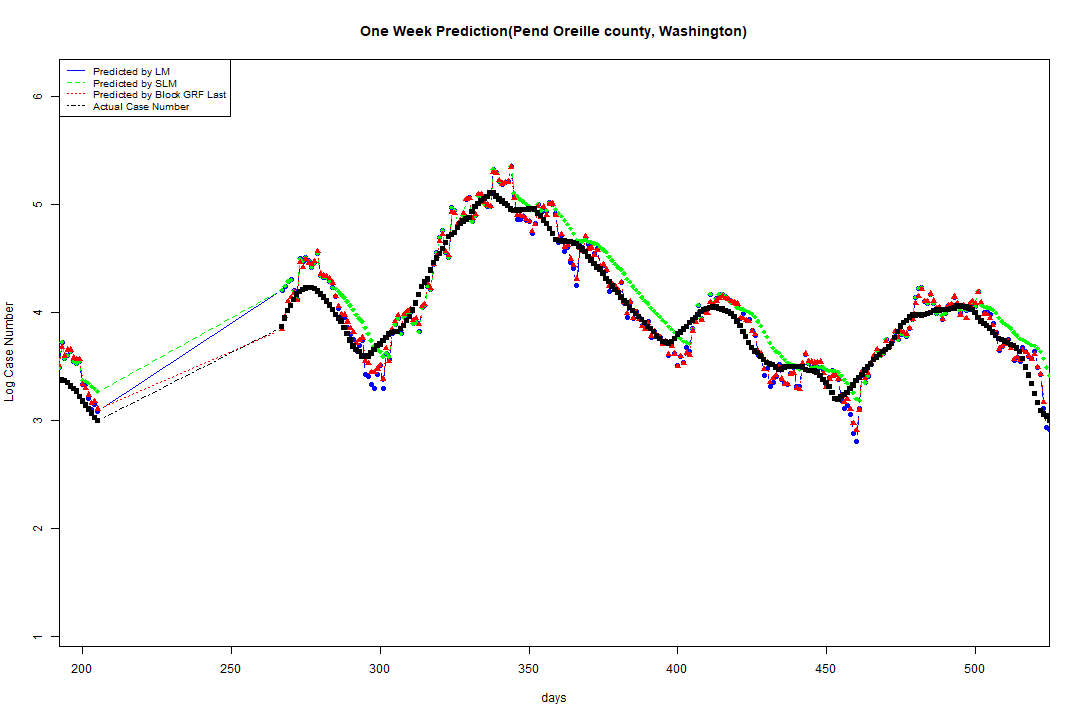 One Week Prediction(Pend Oreille county, Washington)
Predicted by LM
Predicted by SLM
Predicted by Block GRF Last
Actual Case Number
6
5
4
3
2
1
Log Case Number
200 250 300 350 400 450 500
days